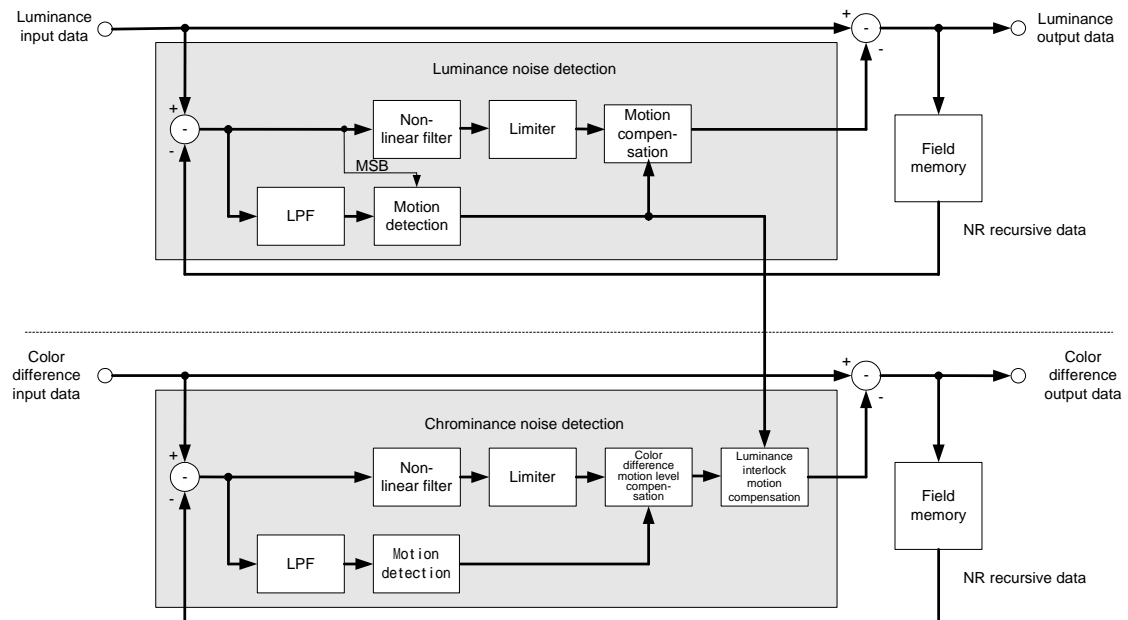 Luminance
input data
+
-
-
Luminance
output data
Luminance noise detection
+
-
-
Non-
linear filter
Limiter
Motion
compen-
sation
MSB
LPF
Motion
detection
Field
memory
NR recursive data
Color
difference
input data
+
-
-
Color
difference
output data
Chrominance noise detection
+
-
-
Non-
linear filter
Limiter
Color
difference
motion level
compen-
sation
Luminance
interlock
motion
compensation
LPF
Motion
detection
Field
memory
NR recursive data